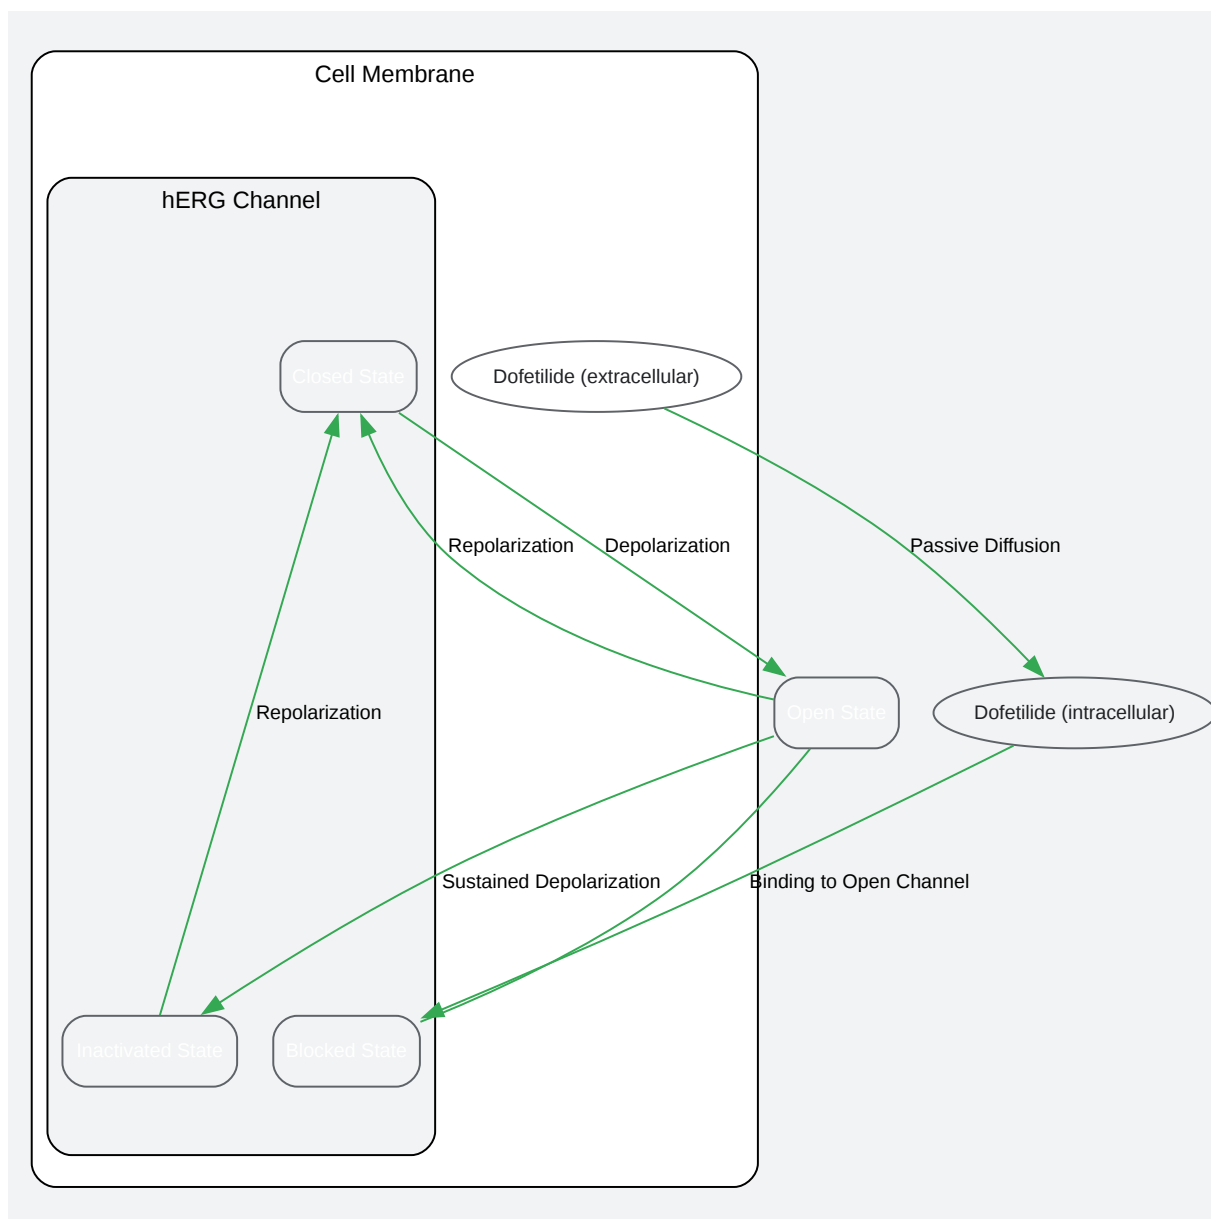 Cell Membrane
hERG Channel
Closed State
Dofetilide (extracellular)
Repolarization
Depolarization
Passive Diffusion
Repolarization
Open State
Dofetilide (intracellular)
Sustained Depolarization
Binding to Open Channel
Inactivated State
Blocked State